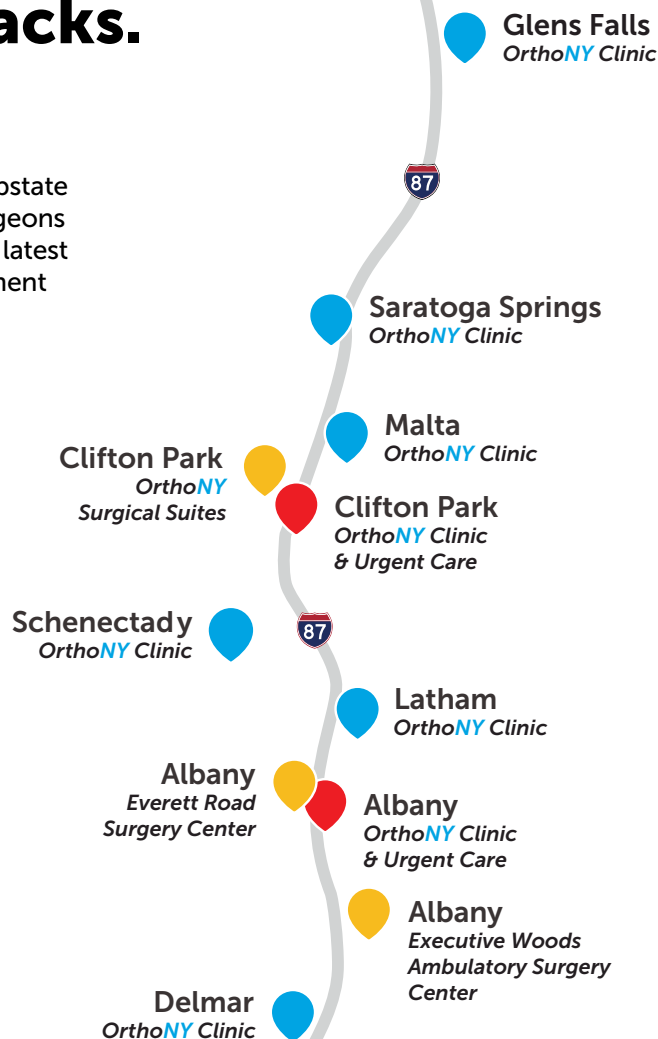 acks.
pstate
geons
latest
ment
Glens Falls
OrthoNY Clinic
87
Saratoga Springs
OrthoNY Clinic
Malta
OrthoNY Clinic
Clifton Park
OrthoNY
Surgical Suites
Clifton Park
OrthoNY Clinic
& Urgent Care
Schenectady
OrthoNY Clinic
87
Latham
OrthoNY Clinic
Albany
Everett Road
Surgery Center
Albany
OrthoNY Clinic
& Urgent Care
Albany
Executive Woods
Ambulatory Surgery
Center
Delmar
OrthoNY Clinic